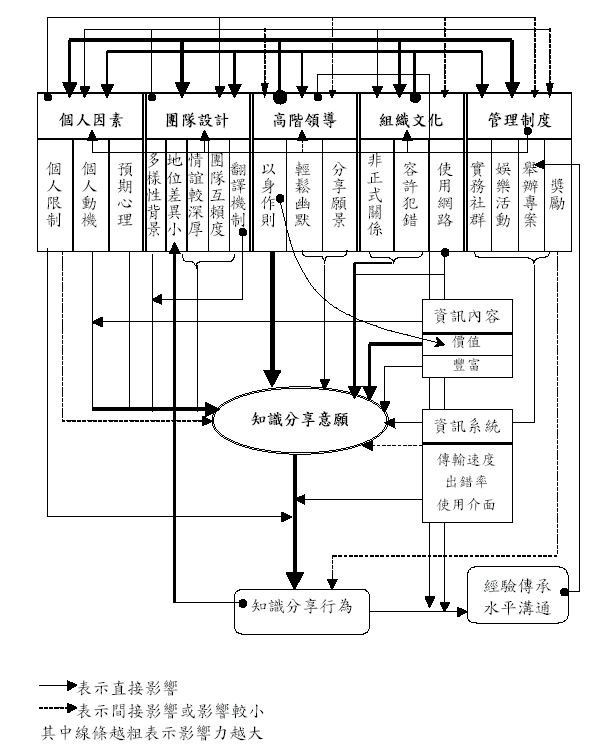 個人因素 團隊設計 高階領導 組織文化 管理制度
個人限制
個人動機
預期心理
多樣性背景
地位差異小
情誼較深厚
團隊互賴度
翻譯機制
以身作則
輕鬆幽默
分享願景
非正式關係
容許犯錯
使用網路
實務社群
娛樂活動
舉辦專案
獎勵
資訊內容
價值
豐富
知識分享意願
資訊系統
傳輸速度
出錯率
使用介面
知識分享行為
經驗傳承
水平溝通
表示直接影響
表示間接影響或影響較小
其中線條越粗表示影響力越大